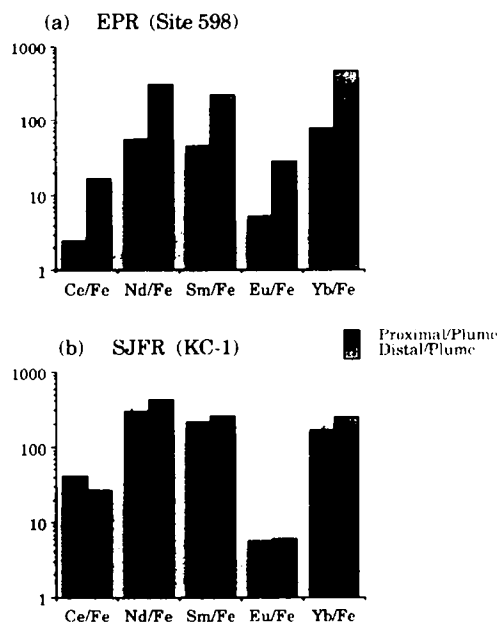 (a) EPR (Site 598)
1000
100
10
1
Ce/Fe Nd/Fe Sm/Fe Eu/Fe Yb/Fe
(b) SJFR (KC-1)
Proximal/Plume
Distal/Plume
1000
100
10
1
Ce/Fe Nd/Fe Sm/Fe Eu/Fe Yb/Fe